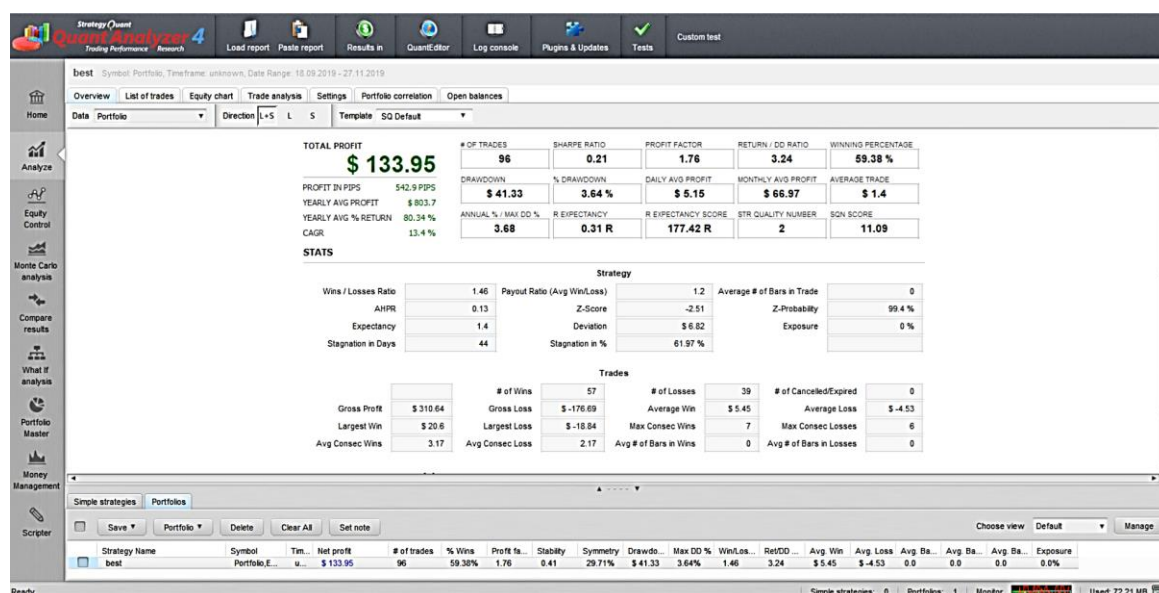 StrategyQuant
Quant Analyzer 4
Trading Performance Research
Load report Paste report Results in QuantEditor Log console Plugins & Updates Tests Custom test
best Symbol: Portfolio, Timeframe: unknown, Date Range: 18.09.2019 - 27.11.2019
Overview List of trades Equity chart Trade analysis Settings Portfolio correlation Open balances
Data Portfolio Direction L+S L S Template SQ Default
Home
Analyze
Equity Control
Monte Carlo analysis
Compare results
What If analysis
Portfolio Master
Money Management
Scripter
TOTAL PROFIT
$ 133.95
PROFIT IN PIPS 542.9 PIPS
YEARLY AVG PROFIT $ 803.7
YEARLY AVG % RETURN 80.34 %
CAGR 13.4 %
# OF TRADES SHARPE RATIO PROFIT FACTOR RETURN / DD RATIO WINNING PERCENTAGE
96 0.21 1.76 3.24 59.38 %
DRAWDOWN % DRAWDOWN DAILY AVG PROFIT MONTHLY AVG PROFIT AVERAGE TRADE
$ 41.33 3.64 % $ 5.15 $ 66.97 $ 1.4
ANNUAL % / MAX DD % R EXPECTANCY R EXPECTANCY SCORE STR QUALITY NUMBER SQN SCORE
3.68 0.31 R 177.42 R 2 11.09
STATS
Strategy
Wins / Losses Ratio 1.46 Payout Ratio (Avg Win/Loss) 1.2 Average # of Bars in Trade 0
AHPR 0.13 Z-Score -2.51 Z-Probability 99.4 %
Expectancy 1.4 Deviation $ 6.82 Exposure 0 %
Stagnation in Days 44 Stagnation in % 61.97 %
Trades
# of Wins 57 # of Losses 39 # of Cancelled/Expired 0
Gross Profit $ 310.64 Gross Loss $ -176.69 Average Win $ 5.45 Average Loss $ -4.53
Largest Win $ 20.6 Largest Loss $ -18.84 Max Consec Wins 7 Max Consec Losses 6
Avg Consec Wins 3.17 Avg Consec Loss 2.17 Avg # of Bars in Wins 0 Avg # of Bars in Losses 0
Simple strategies Portfolios
Save Portfolio Delete Clear All Set note Choose view Default Manage
Strategy Name Symbol Tim... Net profit # of trades % Wins Profit fa... Stability Symmetry Drawdo... Max DD % Win/Los... Ret/DD ... Avg. Win Avg. Loss Avg. Ba... Avg. Ba... Avg. Ba... Exposure
best Portfolio,E... u... $ 133.95 96 59.38% 1.76 0.41 29.71% $ 41.33 3.64% 1.46 3.24 $ 5.45 $ -4.53 0.0 0.0 0.0 0.0%
Ready Simple strategies: 0 Portfolios: 1 Monitor Used: 72.21 MB